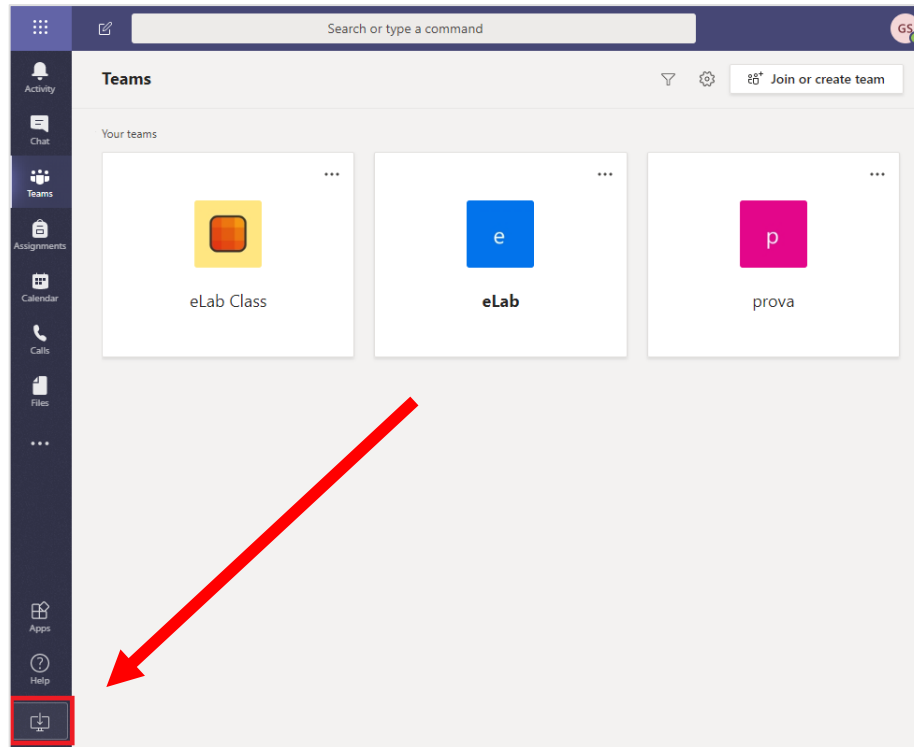 Search or type a command
GS
Activity
Chat
Teams
Assignments
Calendar
Calls
Files
Apps
Help
Teams
Join or create team
Your teams
eLab Class
e
eLab
p
prova